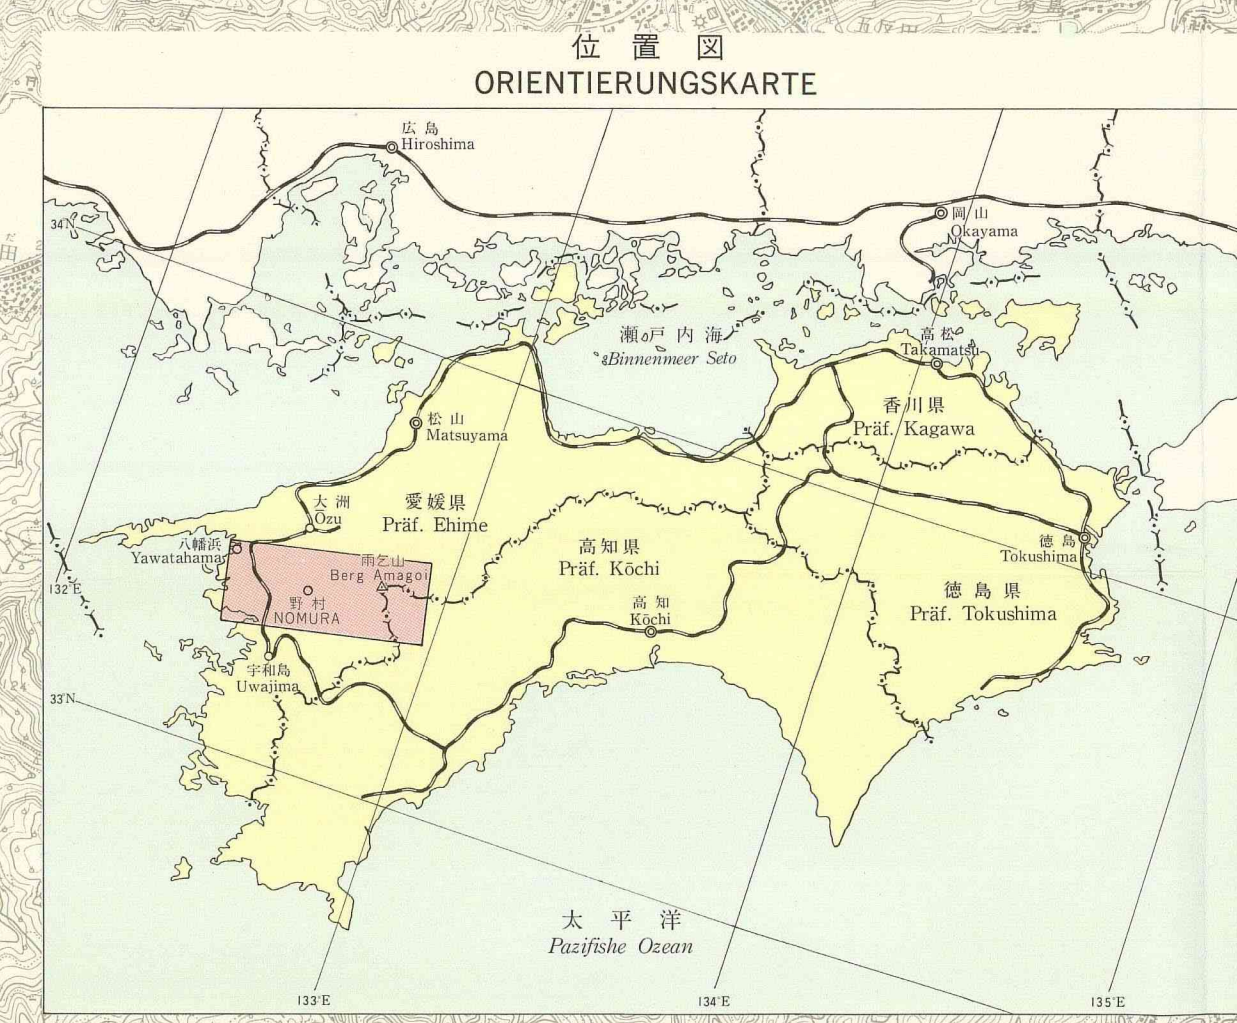 位置図
ORIENTIERUNGSKARTE
広島
Hiroshima
34°N
岡山
Okayama
瀬戸内海
Binnenmeer Seto
高松
Takamatsu
香川県
Präf. Kagawa
松山
Matsuyama
大洲
Ōzu
愛媛県
Präf. Ehime
八幡浜
Yawatahama
雨乞山
Berg Amagoi
高知県
Präf. Kōchi
徳島
Tokushima
132°E
野村
NOMURA
高知
Kōchi
徳島県
Präf. Tokushima
宇和島
Uwajima
33°N
太平洋
Pazifishe Ozean
133°E
134°E
135°E
田